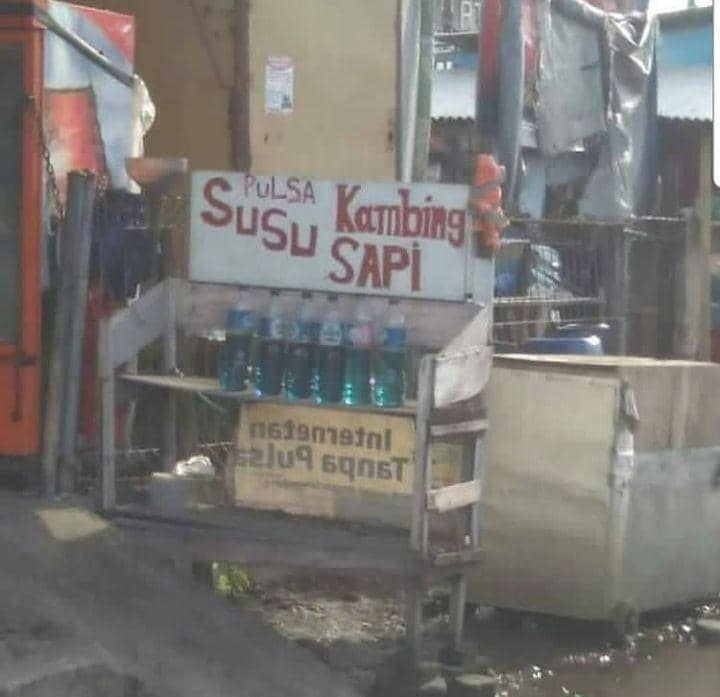 PULSA
SUSU Kambing
SAPi
Internetan
Tanpa Pulsa